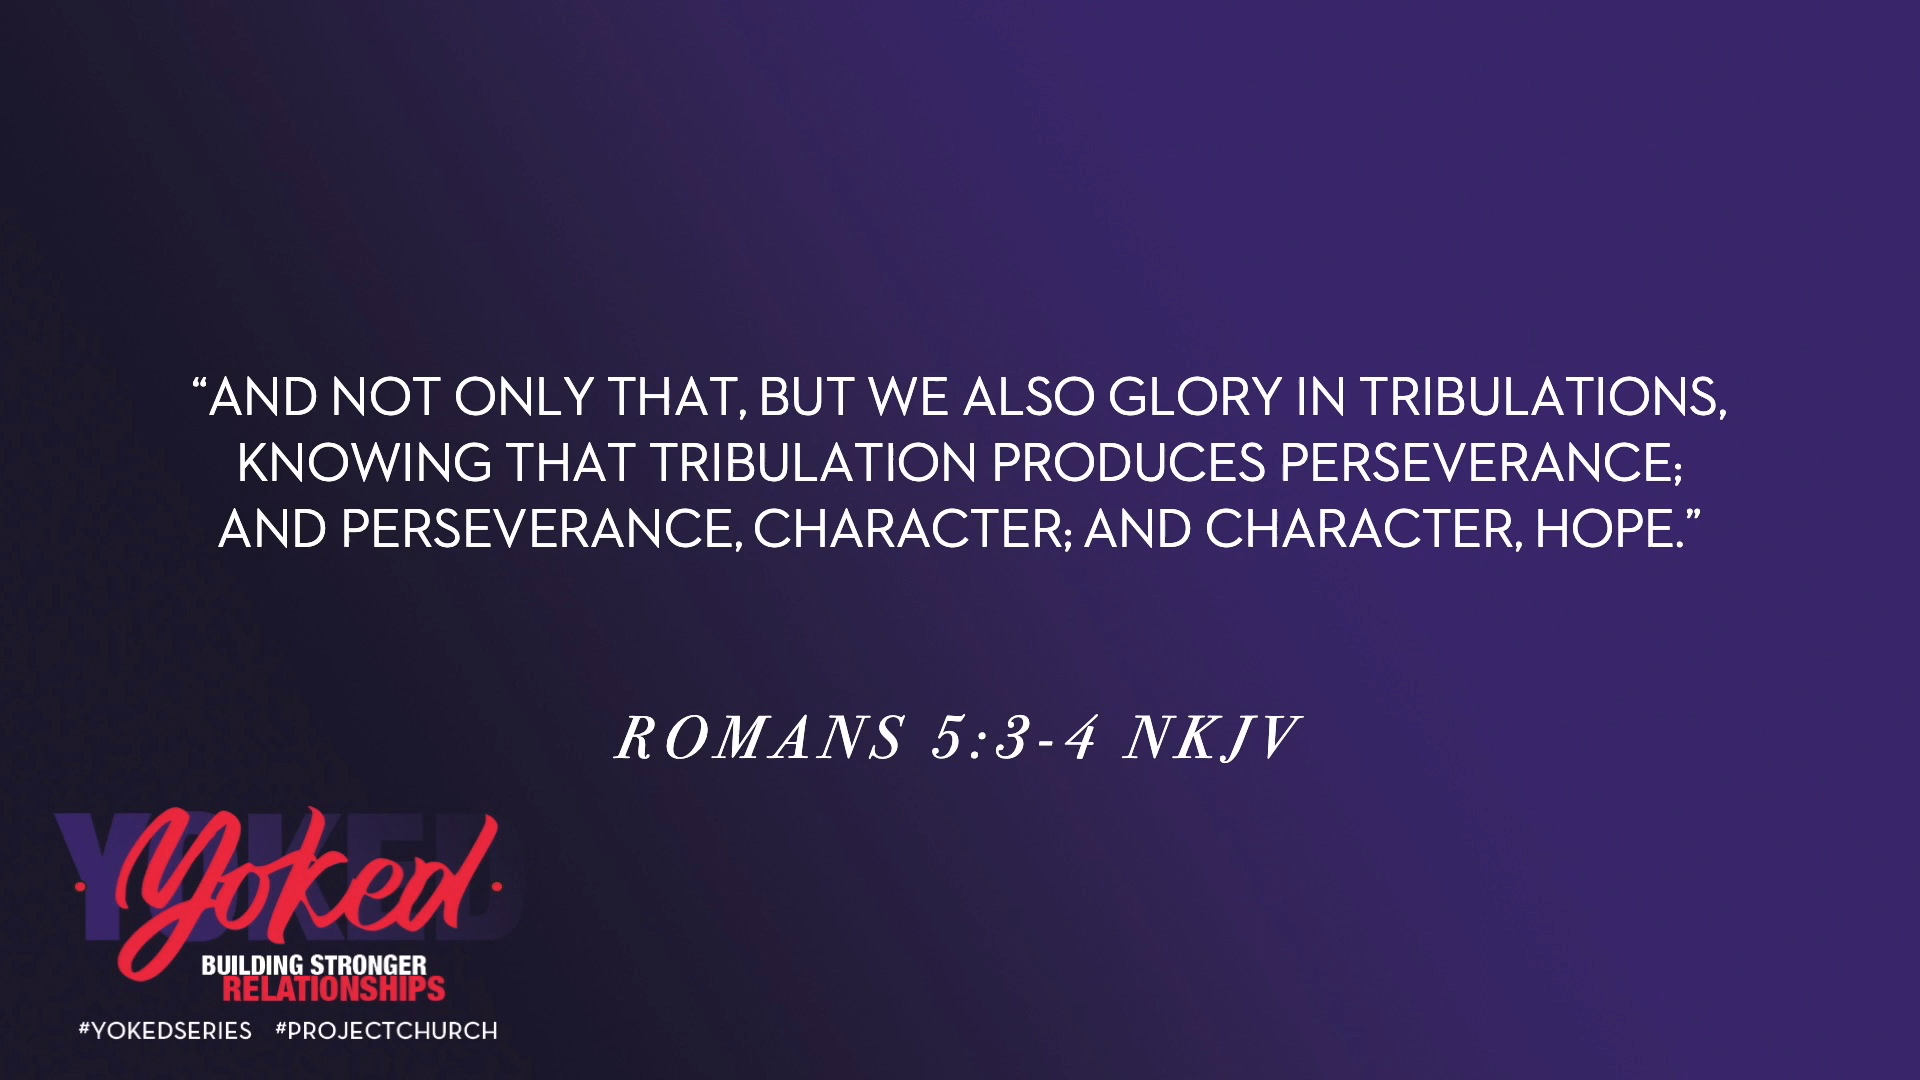 “AND NOT ONLY THAT, BUT WE ALSO GLORY IN TRIBULATIONS,
KNOWING THAT TRIBULATION PRODUCES PERSEVERANCE;
AND PERSEVERANCE, CHARACTER; AND CHARACTER, HOPE.”
ROMANS 5:3-4 NKJV
YOKED
Yoked
BUILDING STRONGER
RELATIONSHIPS
#YOKEDSERIES #PROJECTCHURCH